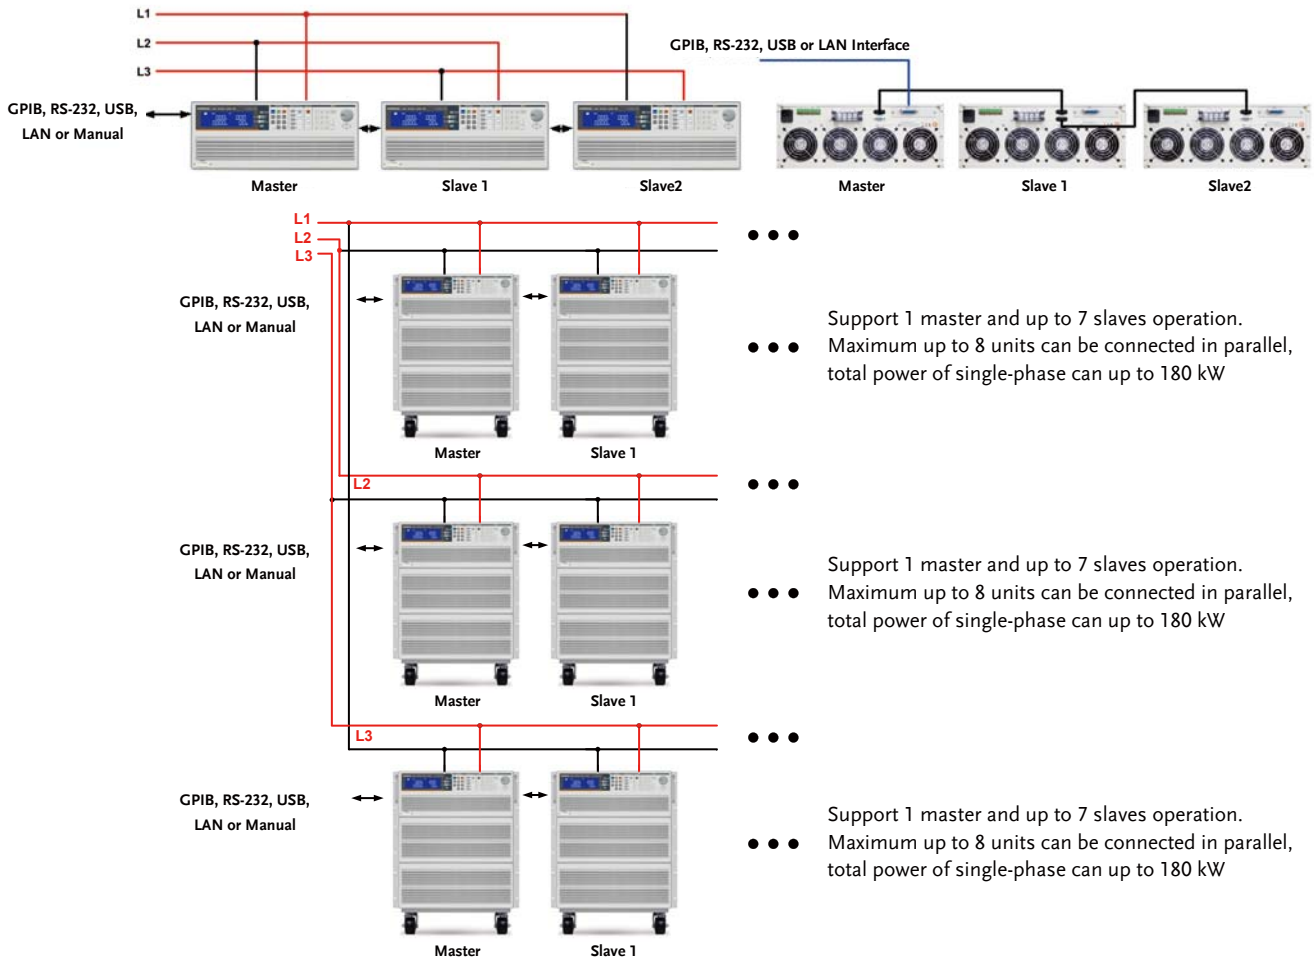 L1
L2
L3
GPIB, RS-232, USB,
LAN or Manual
Master
Slave 1
Slave2
GPIB, RS-232, USB or LAN Interface
Master
Slave 1
Slave2
L1
L2
L3
GPIB, RS-232, USB,
LAN or Manual
Master
Slave 1
Support 1 master and up to 7 slaves operation.
Maximum up to 8 units can be connected in parallel,
total power of single-phase can up to 180 kW
L2
GPIB, RS-232, USB,
LAN or Manual
Master
Slave 1
Support 1 master and up to 7 slaves operation.
Maximum up to 8 units can be connected in parallel,
total power of single-phase can up to 180 kW
L3
GPIB, RS-232, USB,
LAN or Manual
Master
Slave 1
Support 1 master and up to 7 slaves operation.
Maximum up to 8 units can be connected in parallel,
total power of single-phase can up to 180 kW